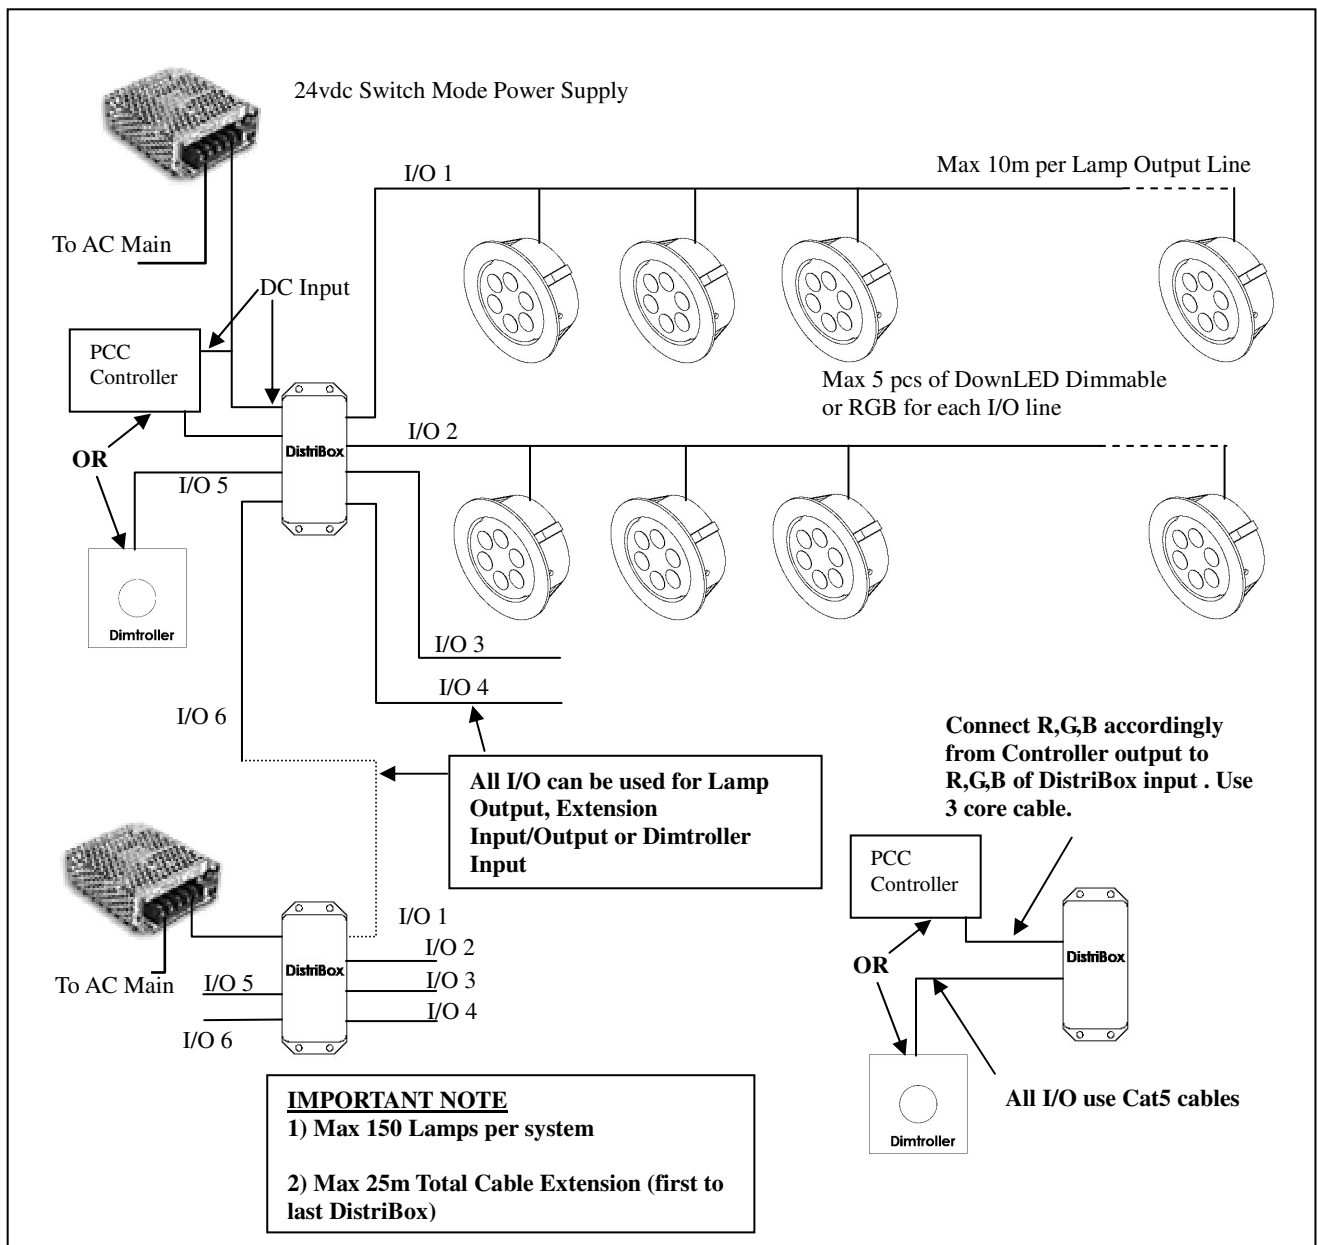 24vdc Switch Mode Power Supply
I/O 1
Max 10m per Lamp Output Line
To AC Main
DC Input
PCC
Controller
Max 5 pcs of DownLED Dimmable
or RGB for each I/O line
I/O 2
DistriBox
OR
I/O 5
Dimtroller
I/O 3
I/O 4
I/O 6
Connect R,G,B accordingly
from Controller output to
R,G,B of DistriBox input . Use
3 core cable.
All I/O can be used for Lamp
Output, Extension
Input/Output or Dimtroller
Input
PCC
Controller
I/O 1
I/O 2
DistriBox
DistriBox
OR
To AC Main
I/O 5
I/O 3
I/O 4
I/O 6
All I/O use Cat5 cables
Dimtroller
IMPORTANT NOTE
1) Max 150 Lamps per system
2) Max 25m Total Cable Extension (first to
last DistriBox)